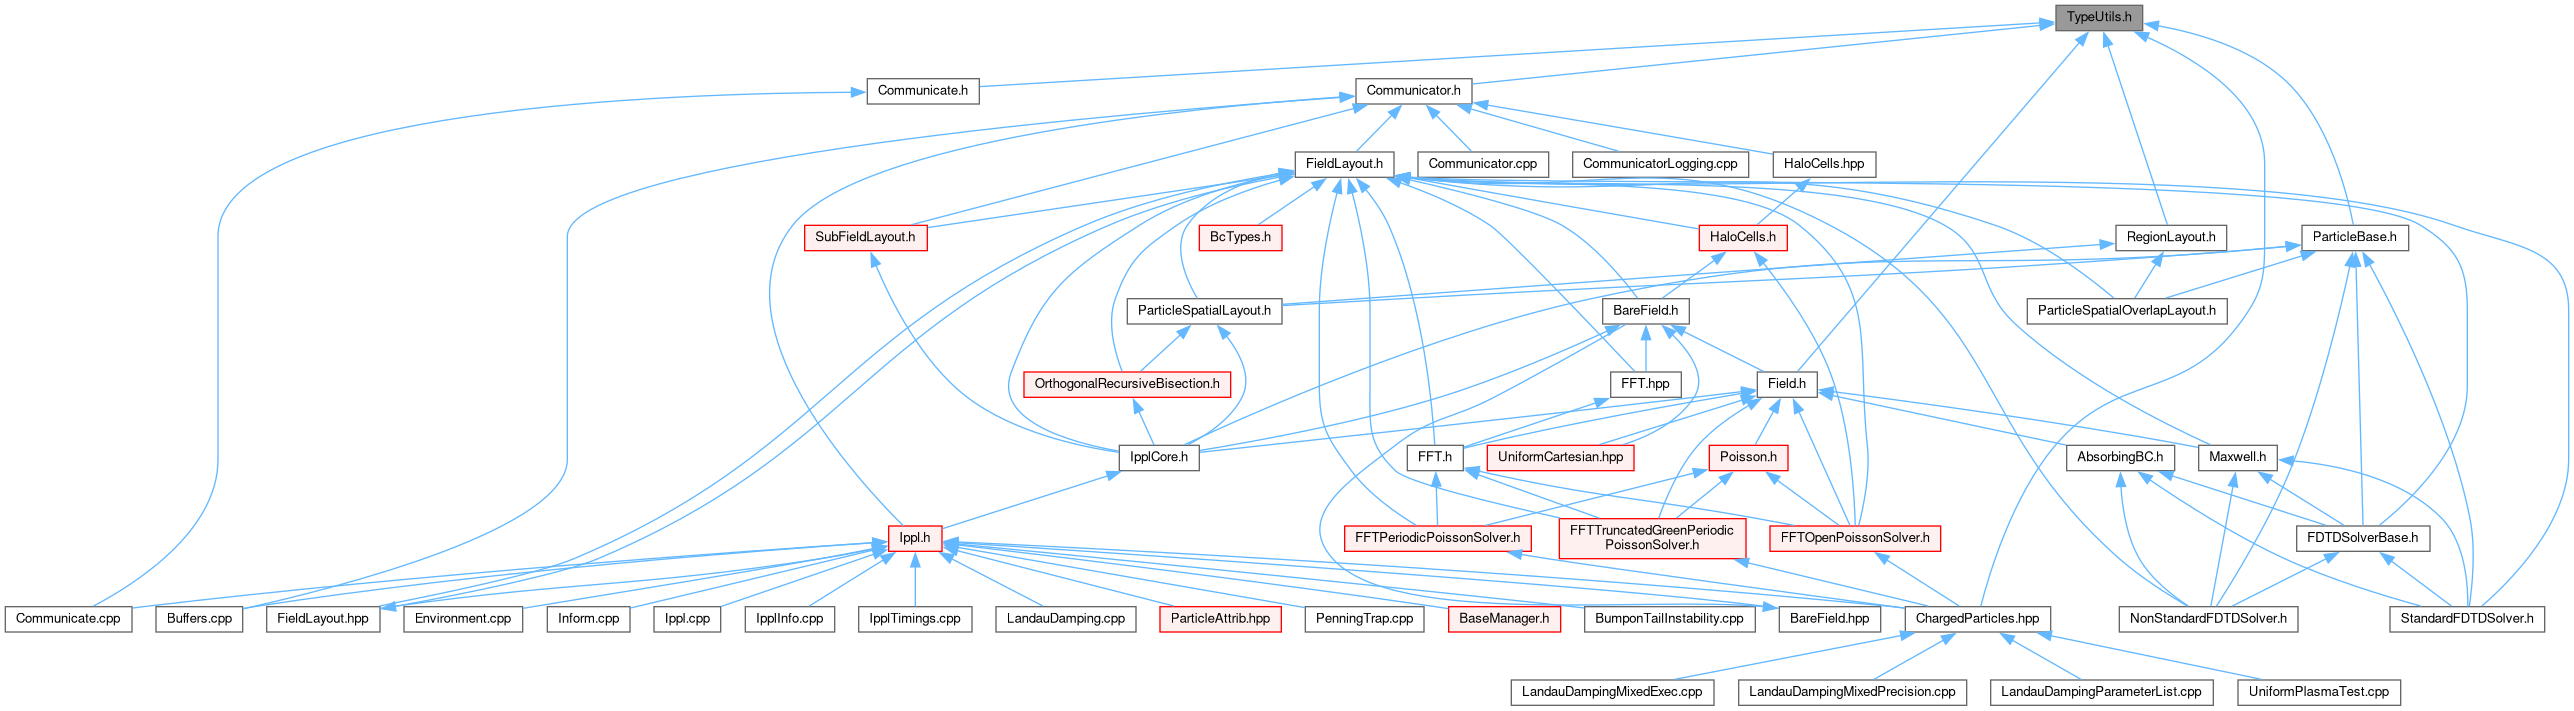 TypeUtils.h
Communicate.h
Communicator.h
FieldLayout.h
Communicator.cpp
CommunicatorLogging.cpp
HaloCells.hpp
SubFieldLayout.h
BcTypes.h
HaloCells.h
RegionLayout.h
ParticleBase.h
ParticleSpatialLayout.h
BareField.h
ParticleSpatialOverlapLayout.h
OrthogonalRecursiveBisection.h
FFT.hpp
Field.h
IpplCore.h
FFT.h
UniformCartesian.hpp
Poisson.h
AbsorbingBC.h
Maxwell.h
Ippl.h
FFTPeriodicPoissonSolver.h
FFTTruncatedGreenPeriodic
PoissonSolver.h
FFTOpenPoissonSolver.h
FDTDSolverBase.h
Communicate.cpp
Buffers.cpp
FieldLayout.hpp
Environment.cpp
Inform.cpp
Ippl.cpp
IpplInfo.cpp
IpplTimings.cpp
LandauDamping.cpp
ParticleAttrib.hpp
PenningTrap.cpp
BaseManager.h
BumponTailInstability.cpp
BareField.hpp
ChargedParticles.hpp
NonStandardFDTDSolver.h
StandardFDTDSolver.h
LandauDampingMixedExec.cpp
LandauDampingMixedPrecision.cpp
LandauDampingParameterList.cpp
UniformPlasmaTest.cpp